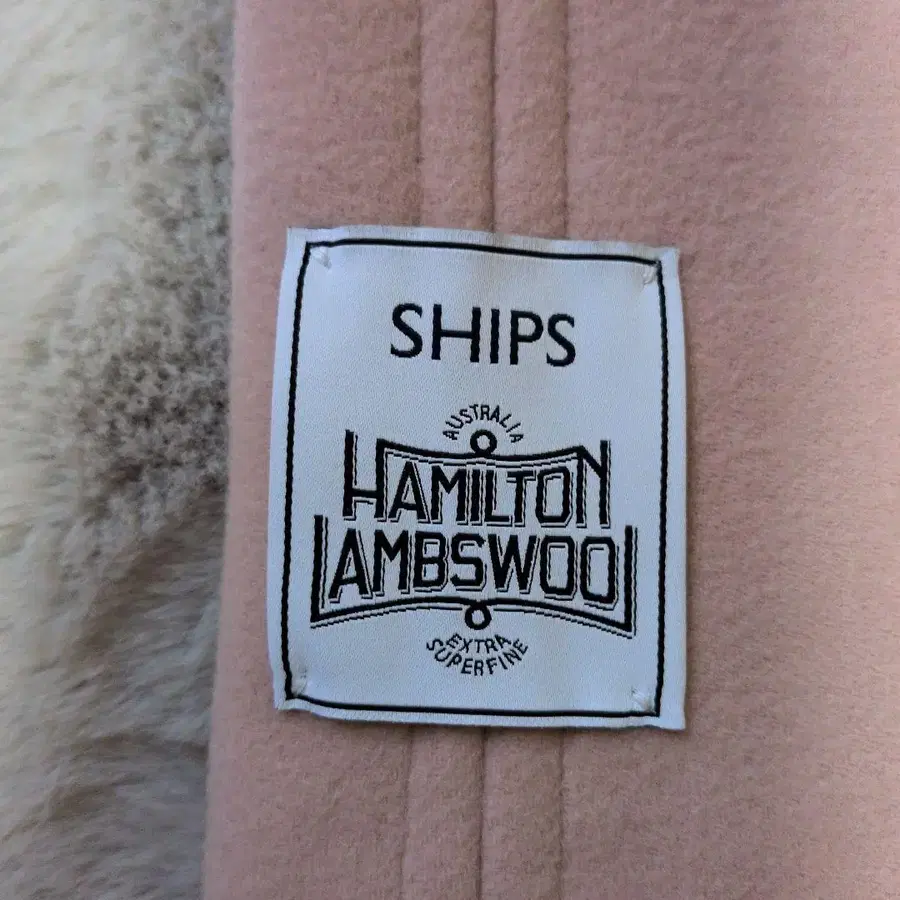 SHIPS
AUSTRALIA
HAMILTON
LAMBSWOOL
EXTRA
SUPERFINE